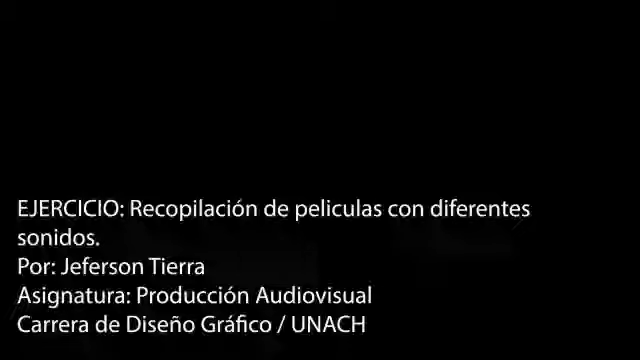 EJERCICIO: Recopilación de peliculas con diferentes
sonidos.
Por: Jeferson Tierra
Asignatura: Producción Audiovisual
Carrera de Diseño Gráfico / UNACH